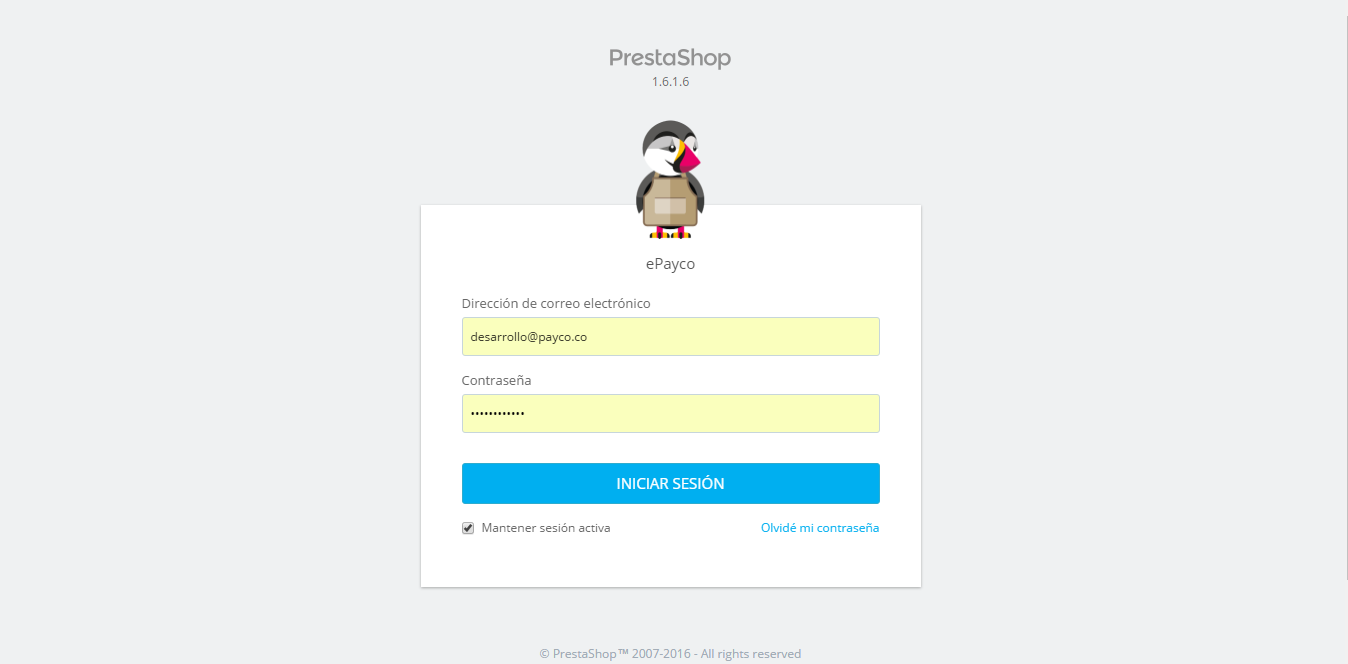 PrestaShop
1.6.1.6
ePayco
Dirección de correo electrónico
desarrollo@payco.co
Contraseña
••••••••••••
INICIAR SESIÓN
Mantener sesión activa Olvidé mi contraseña
© PrestaShop™ 2007-2016 - All rights reserved